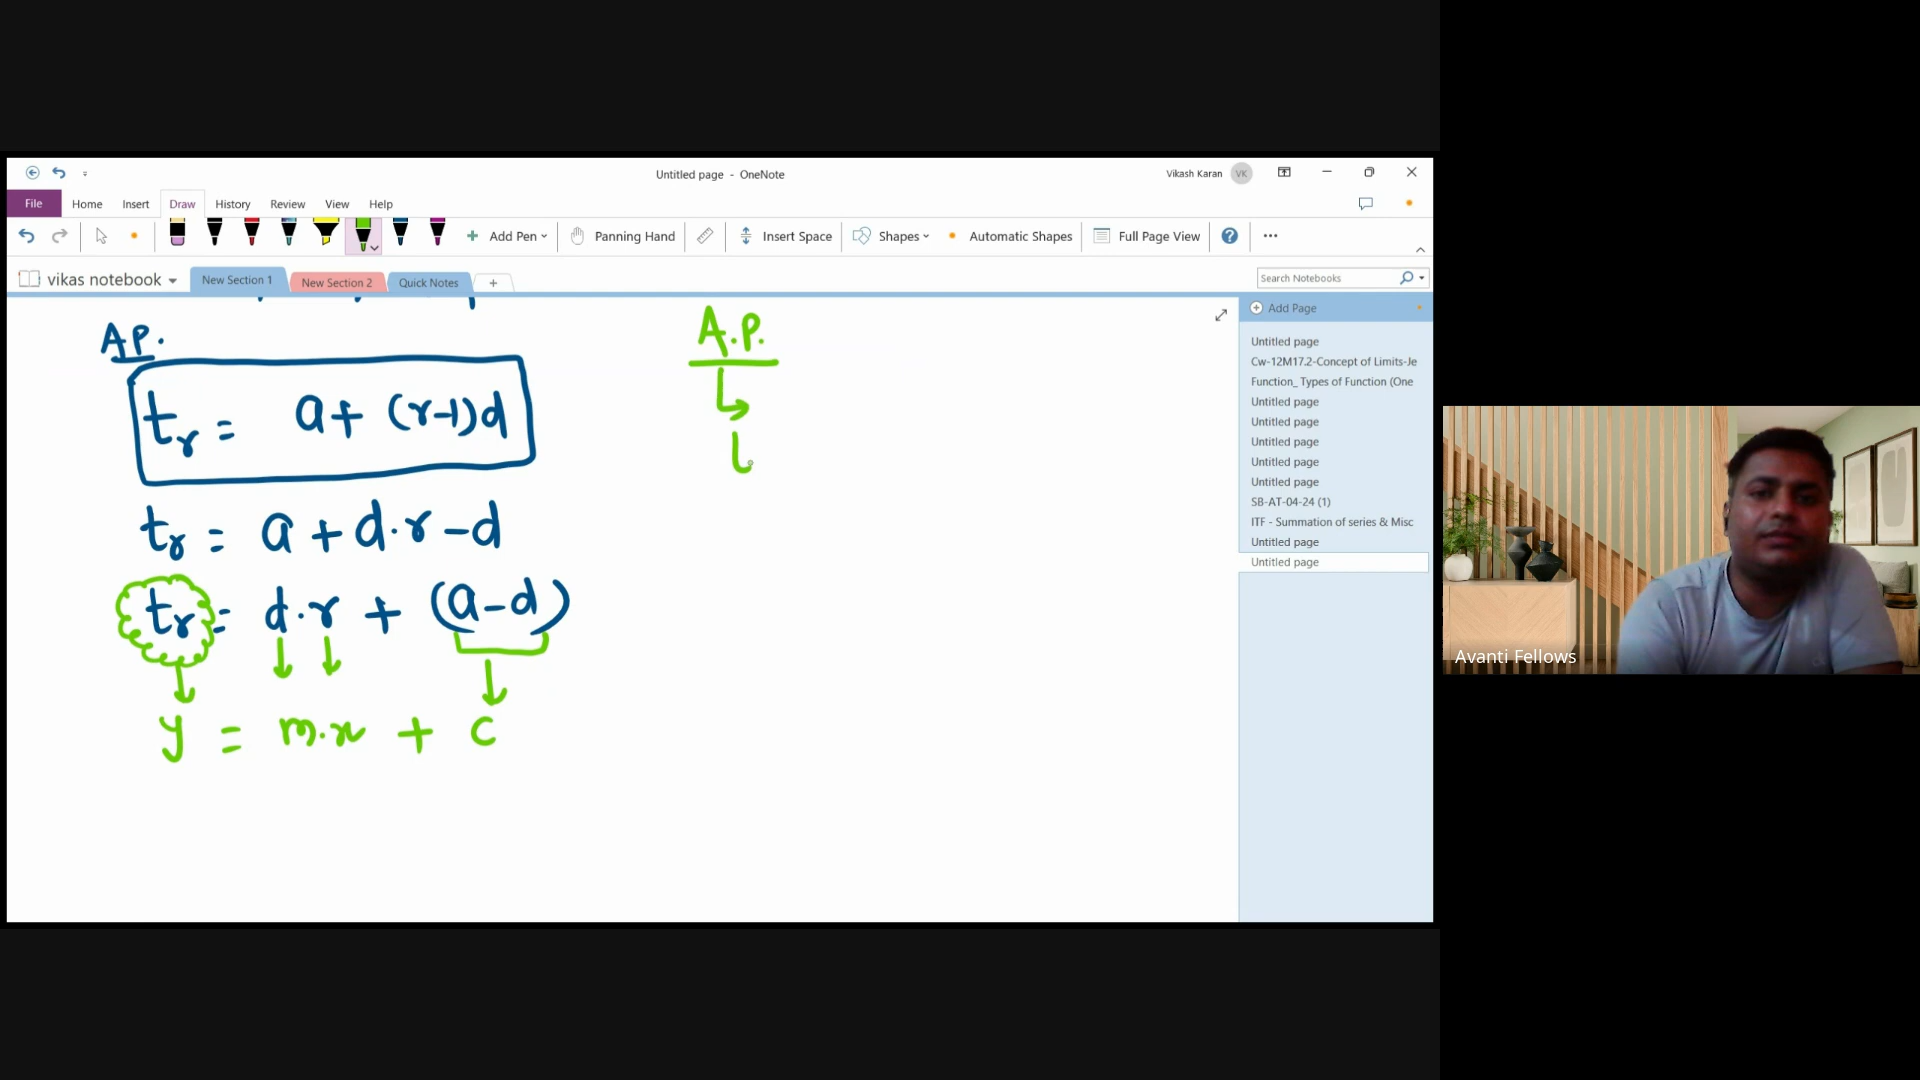 Untitled page - OneNote
Vikash Karan VK
File Home Insert Draw History Review View Help
Add Pen Panning Hand Insert Space Shapes Automatic Shapes Full Page View
vikas notebook New Section 1 New Section 2 Quick Notes
Search Notebooks
Add Page
Untitled page
Cw-12M17.2-Concept of Limits-Je
Function_ Types of Function (One
Untitled page
Untitled page
Untitled page
Untitled page
Untitled page
SB-AT-04-24 (1)
ITF - Summation of series & Misc
Untitled page
Untitled page
A.P.
t_r = a + (r-1)d
t_r = a + d.r - d
t_r = d.r + (a-d)
y = m.x + c
A.P.
L
Avanti Fellows